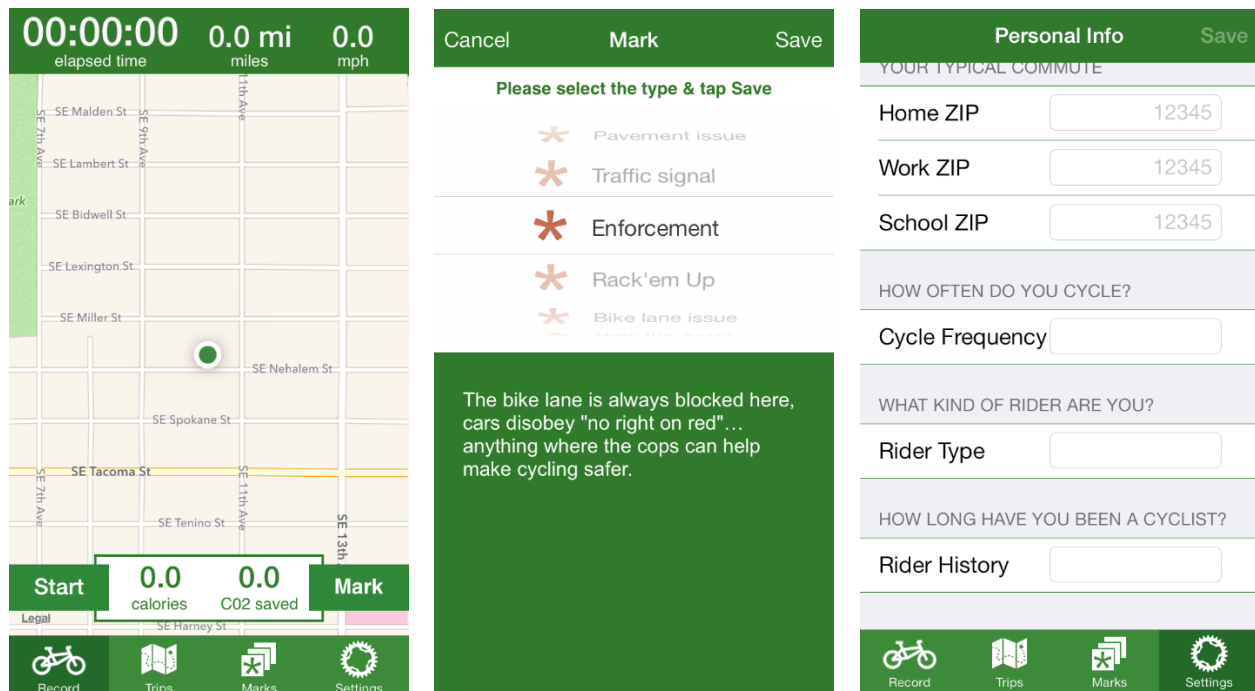 00:00:00 0.0 mi 0.0
elapsed time miles mph
11th Ave
SE 7th Ave
SE Malden St
SE 9th Ave
SE Lambert St
ark
SE Bidwell St
SE Lexington St
SE Miller St
SE Nehalem St
SE Spokane St
SE Tacoma St
SE 7th Ave
SE 11th Ave
SE Tenino St
SE 13th
Start 0.0 0.0 Mark
calories C02 saved
Legal
SE Harney St
Record Trips Marks Settings
Cancel Mark Save
Please select the type & tap Save
Pavement issue
Traffic signal
Enforcement
Rack'em Up
Bike lane issue
The bike lane is always blocked here,
cars disobey "no right on red"...
anything where the cops can help
make cycling safer.
Personal Info Save
YOUR TYPICAL COMMUTE
Home ZIP 12345
Work ZIP 12345
School ZIP 12345
HOW OFTEN DO YOU CYCLE?
Cycle Frequency
WHAT KIND OF RIDER ARE YOU?
Rider Type
HOW LONG HAVE YOU BEEN A CYCLIST?
Rider History
Record Trips Marks Settings